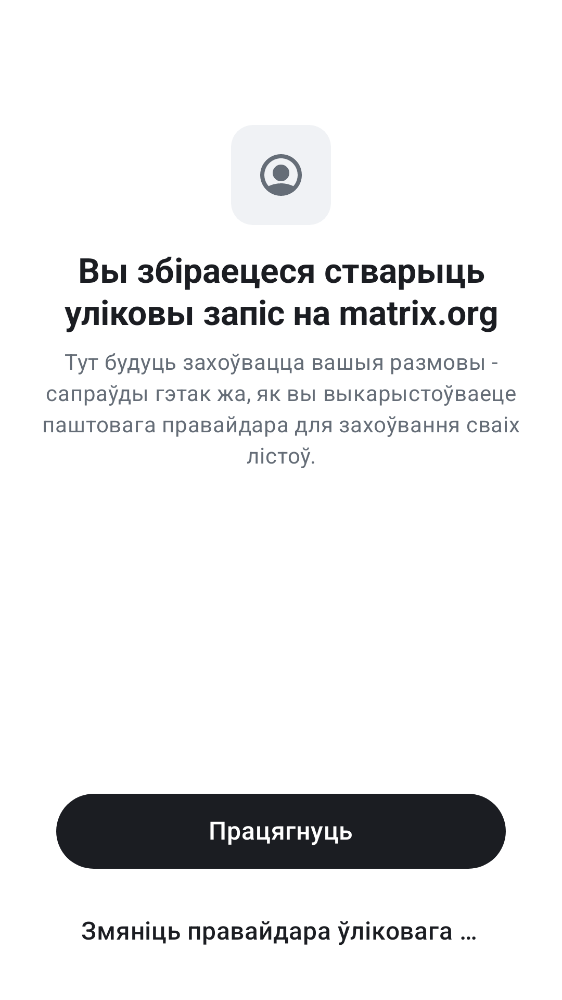 Вы збіраецеся стварыць
уліковы запіс на matrix.org
Тут будуць захоўвацца вашыя размовы -
сапраўды гэтак жа, як вы выкарыстоўваеце
паштовага правайдара для захоўвання сваіх
лістоў.
Працягнуць
Змяніць правайдара ўліковага ...